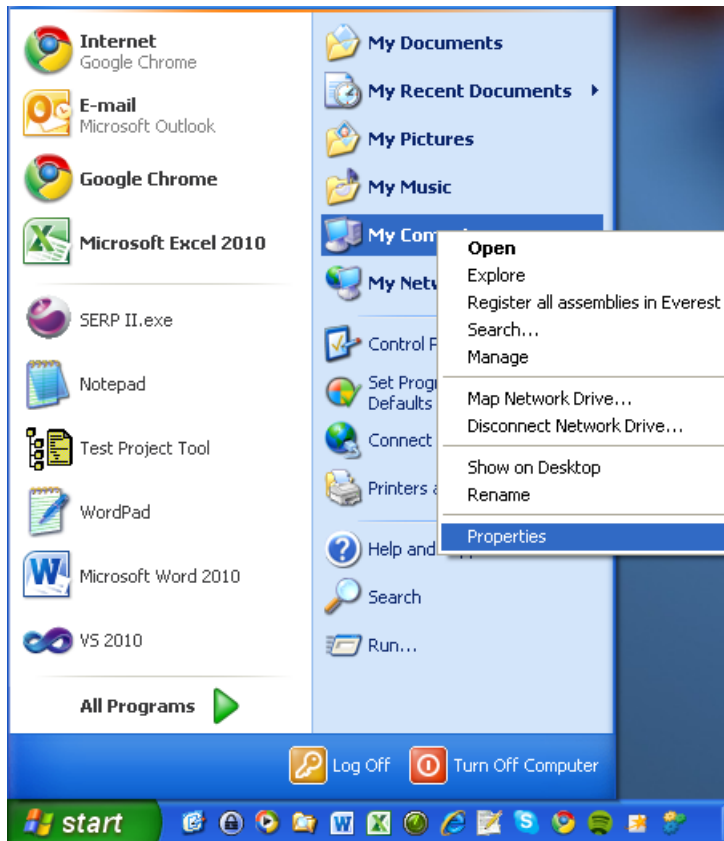 Internet
Google Chrome
E-mail
Microsoft Outlook
Google Chrome
Microsoft Excel 2010
SERP II.exe
Notepad
Test Project Tool
WordPad
Microsoft Word 2010
VS 2010
All Programs
My Documents
My Recent Documents
My Pictures
My Music
My
My
Control
Set
Defaults
Connect
Printers
Help and
Search
Run...
Open
Explore
Register all assemblies in Everest
Search...
Manage
Map Network Drive...
Disconnect Network Drive...
Show on Desktop
Rename
Properties
Log Off
Turn Off Computer
start